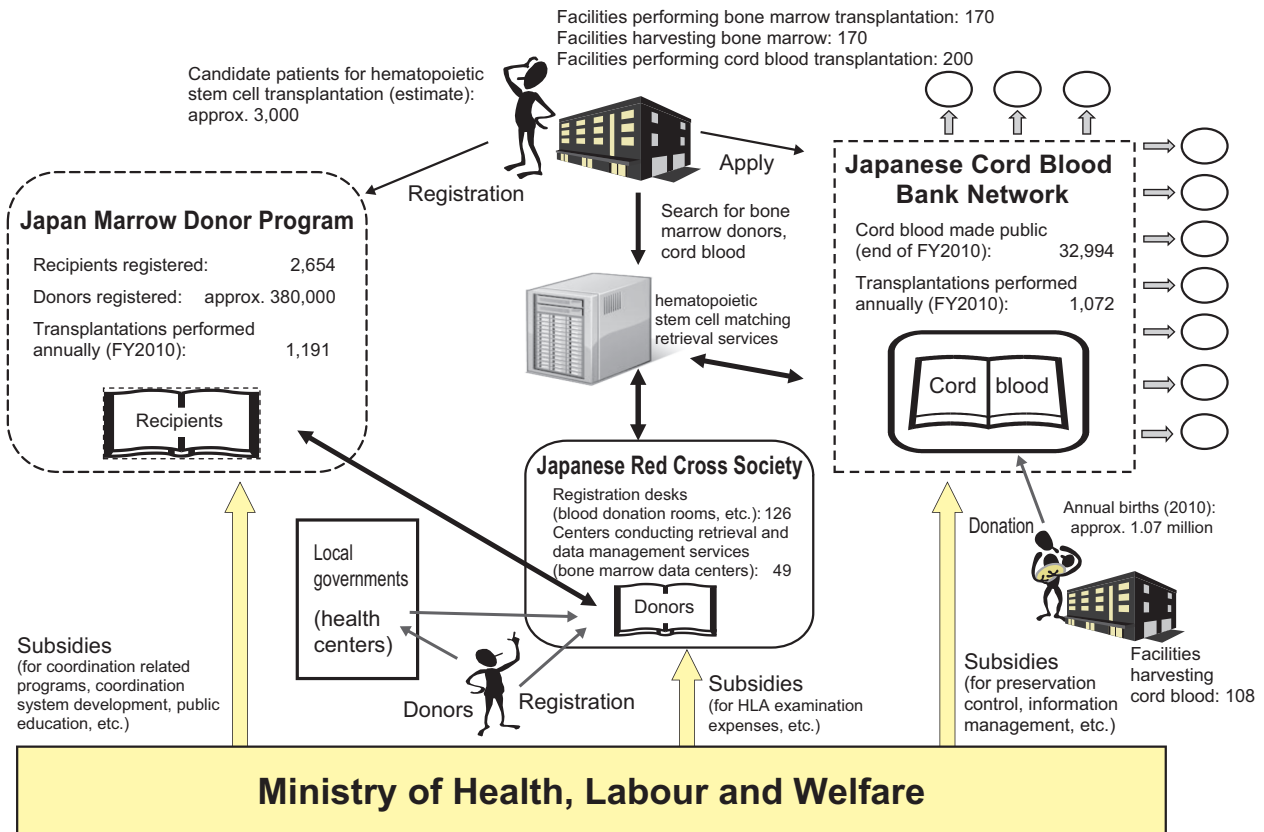 Facilities performing bone marrow transplantation: 170
Facilities harvesting bone marrow: 170
Facilities performing cord blood transplantation: 200
Candidate patients for hematopoietic
stem cell transplantation (estimate):
approx. 3,000
Registration
Apply
Search for bone
marrow donors,
cord blood
hematopoietic
stem cell matching
retrieval services
Japan Marrow Donor Program
Recipients registered: 2,654
Donors registered: approx. 380,000
Transplantations performed
annually (FY2010): 1,191
Recipients
Japanese Cord Blood
Bank Network
Cord blood made public
(end of FY2010): 32,994
Transplantations performed
annually (FY2010): 1,072
Cord blood
Japanese Red Cross Society
Registration desks
(blood donation rooms, etc.): 126
Centers conducting retrieval and
data management services
(bone marrow data centers): 49
Donors
Local
governments
(health
centers)
Donors
Registration
Donation
Annual births (2010):
approx. 1.07 million
Facilities
harvesting
cord blood: 108
Subsidies
(for coordination related
programs, coordination
system development, public
education, etc.)
Subsidies
(for HLA examination
expenses, etc.)
Subsidies
(for preservation
control, information
management, etc.)
Ministry of Health, Labour and Welfare